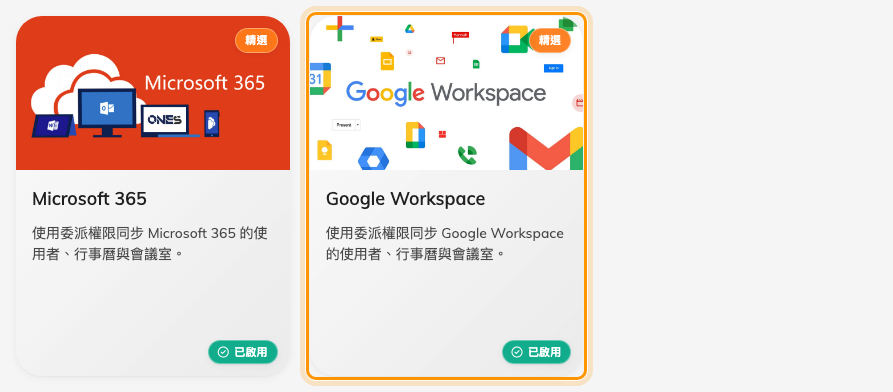 精選
Microsoft 365
ONEs
Microsoft 365
使用委派權限同步 Microsoft 365 的使
用者、行事曆與會議室。
已啟用
精選
31
Google Workspace
Present
Google Workspace
使用委派權限同步 Google Workspace
的使用者、行事曆與會議室。
已啟用